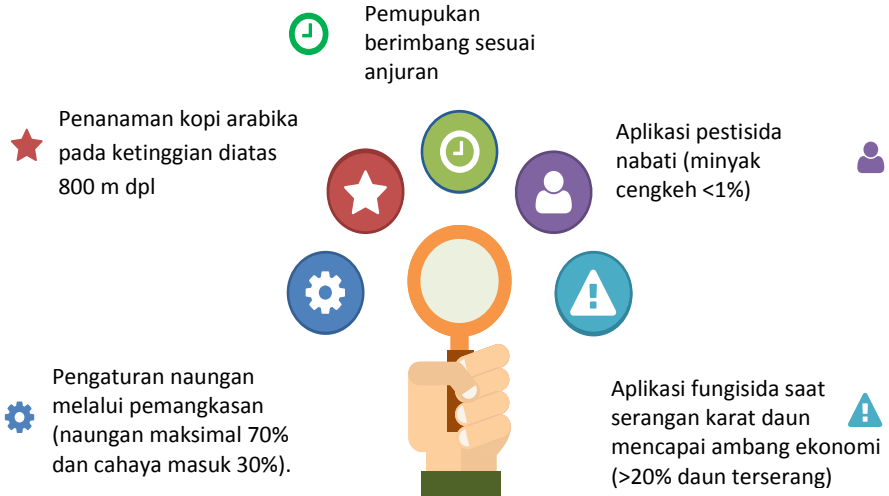 Pemupukan
berimbang sesuai
anjuran
Penanaman kopi arabika
pada ketinggian diatas
800 m dpl
Aplikasi pestisida
nabati (minyak
cengkeh <1%)
Pengaturan naungan
melalui pemangkasan
(naungan maksimal 70%
dan cahaya masuk 30%).
Aplikasi fungisida saat
serangan karat daun
mencapai ambang ekonomi
(>20% daun terserang)